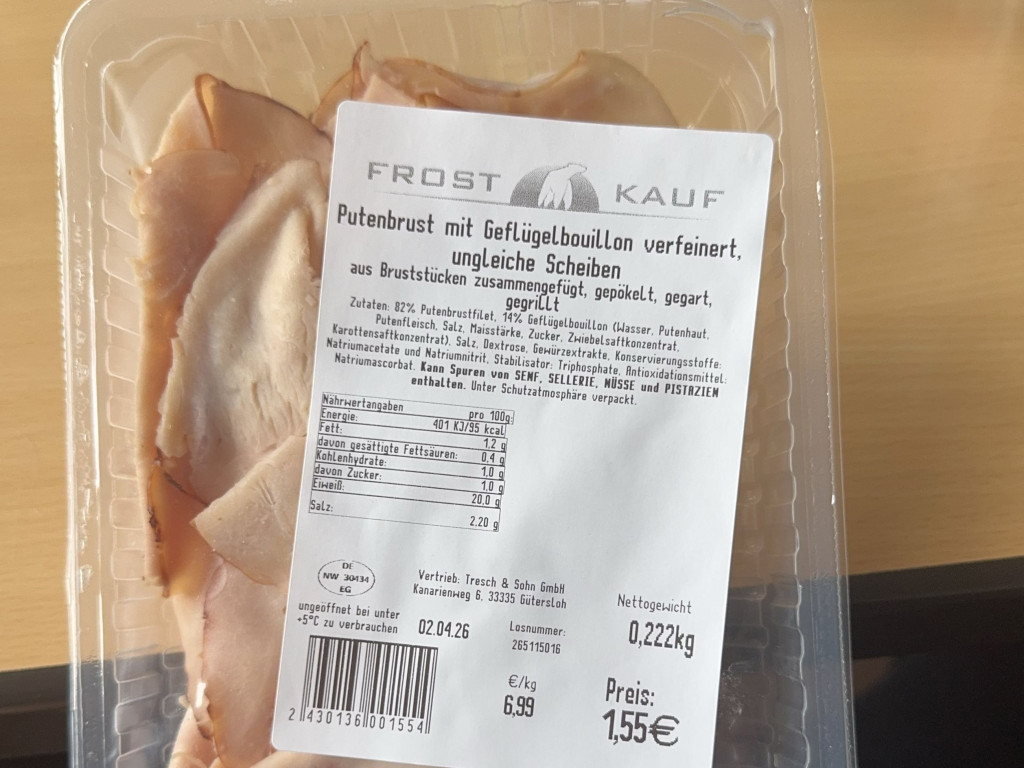 FROST KAUF
Putenbrust mit Geflügelbouillon verfeinert,
ungleiche Scheiben
aus Bruststücken zusammengefügt, gepökelt, gegart,
gegrillt
Zutaten: 82% Putenbrustfilet, 14% Geflügelbouillon (Wasser, Putenhaut,
Putenfleisch, Salz, Maisstärke, Zucker, Zwiebelsaftkonzentrat,
Karottensaftkonzentrat), Salz, Dextrose, Gewürzextrakte, Konservierungsstoffe:
Natriumacetate und Natriumnitrit, Stabilisator: Triphosphate, Antioxidationsmittel:
Natriumascorbat. Kann Spuren von SENF, SELLERIE, NÜSSE und PISTAZIEN
enthalten. Unter Schutzatmosphäre verpackt.
Nährwertangaben pro 100g:
Energie: 401 KJ/95 kcal
Fett: 1,2 g
davon gesättigte Fettsäuren: 0,4 g
Kohlenhydrate: 1,0 g
davon Zucker: 1,0 g
Eiweiß: 20,0 g
Salz: 2,20 g
DE
NW 30434
EG
Vertrieb: Tresch & Sohn GmbH
Kanarienweg 6, 33335 Gütersloh
ungeöffnet bei unter
+5°C zu verbrauchen
02.04.26
Losnummer:
265115016
Nettogewicht
0,222kg
€/kg
6,99
Preis:
1,55€
2 430136 001554